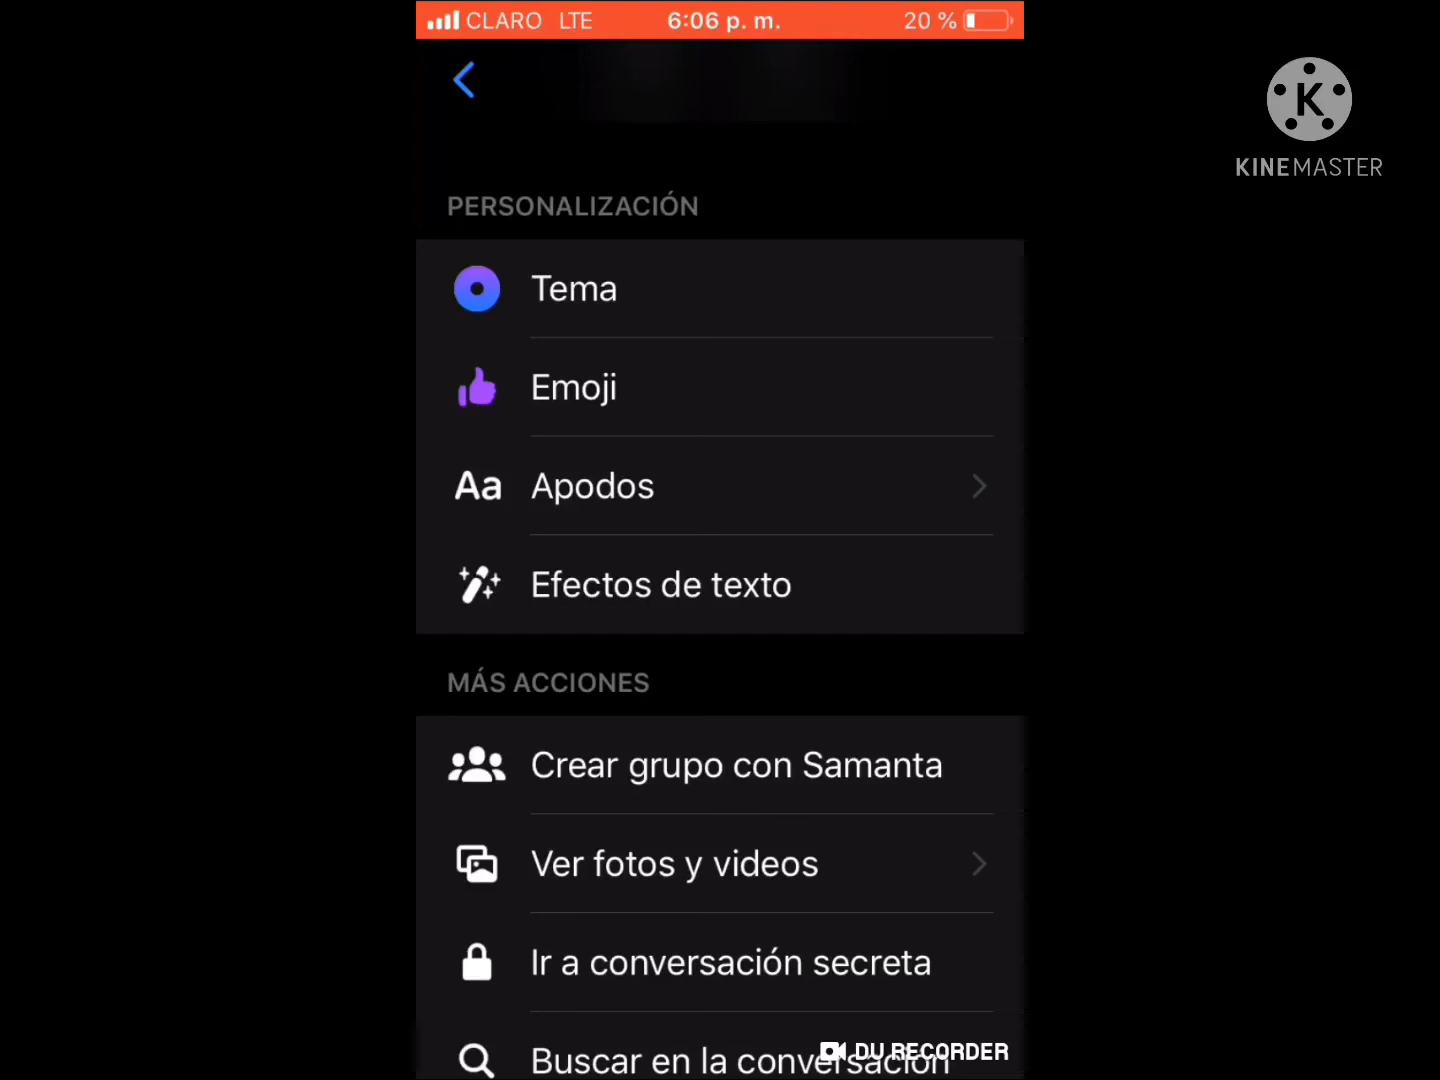 CLARO LTE 6:06 p. m. 20 %
K
KINEMASTER
PERSONALIZACIÓN
Tema
Emoji
Aa Apodos
Efectos de texto
MÁS ACCIONES
Crear grupo con Samanta
Ver fotos y videos
Ir a conversación secreta
Buscar en la conversación
DU RECORDER